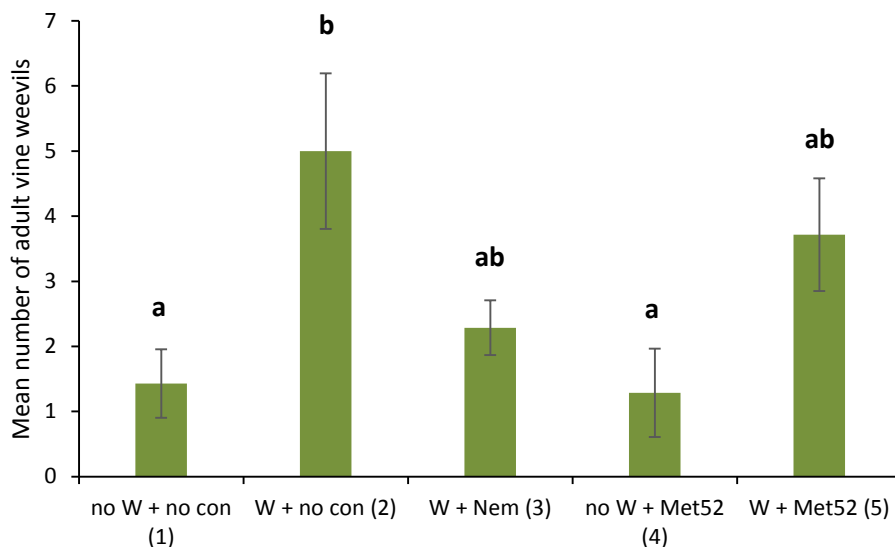 Mean number of adult vine weevils
7
6
5
4
3
2
1
0
a
b
ab
a
ab
no W + no con
(1)
W + no con (2)
W + Nem (3)
no W + Met52
(4)
W + Met52 (5)